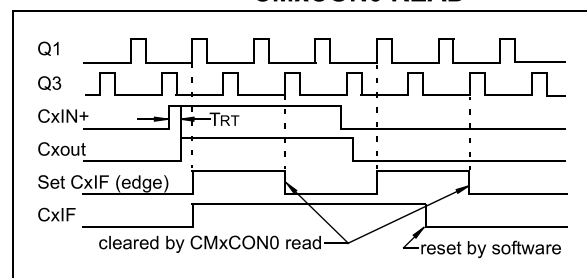 CMxCON0 READ
Q1
Q3
CxIN+
TRT
Cxout
Set CxIF (edge)
CxIF
cleared by CMxCON0 read
reset by software